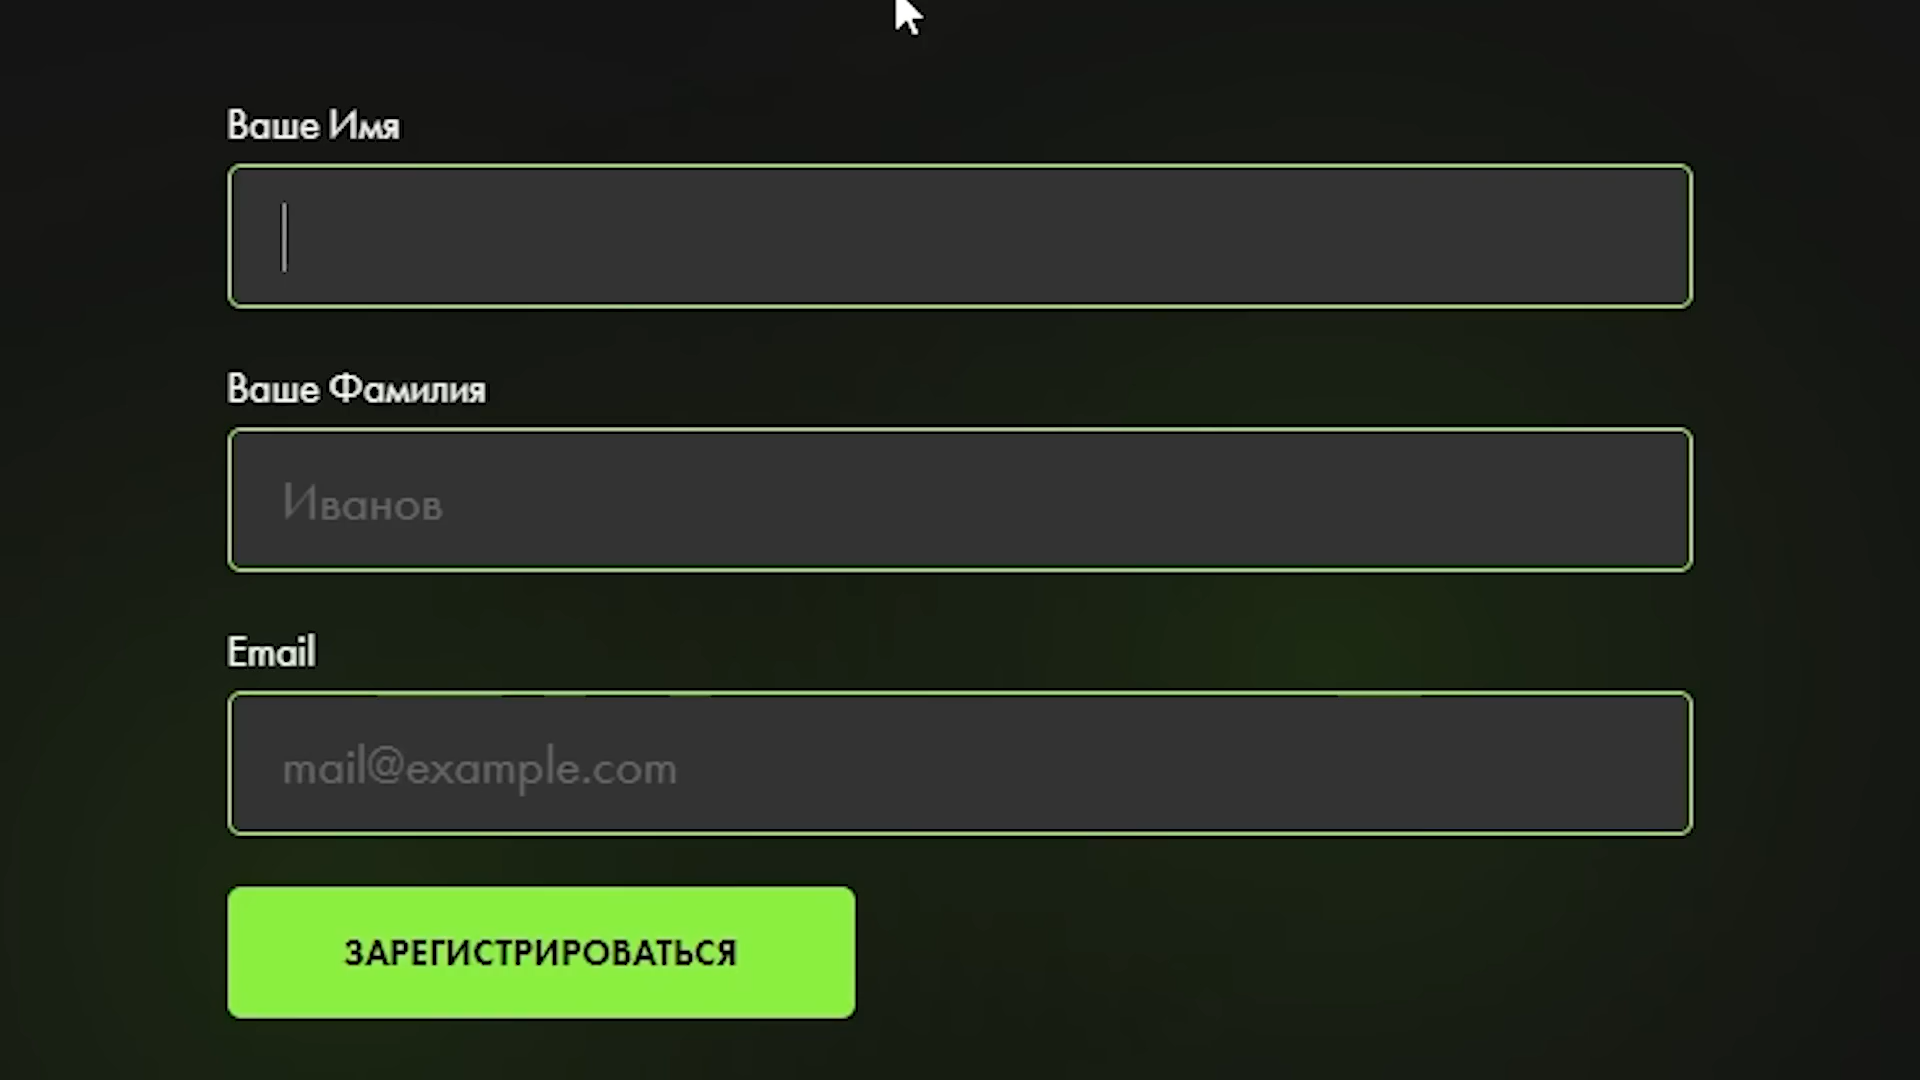 Ваше Имя
Ваше Фамилия
Иванов
Email
mail@example.com
ЗАРЕГИСТРИРОВАТЬСЯ